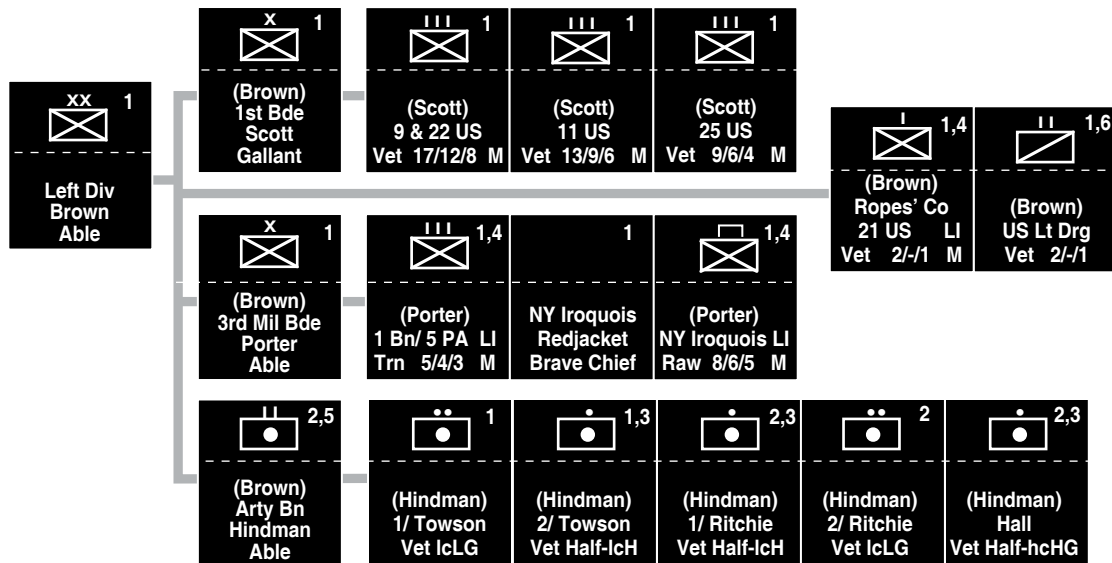 XX 1
Left Div
Brown
Able
X 1
(Brown)
1st Bde
Scott
Gallant
III 1
(Scott)
9 & 22 US
Vet 17/12/8 M
III 1
(Scott)
11 US
Vet 13/9/6 M
III 1
(Scott)
25 US
Vet 9/6/4 M
I 1,4
(Brown)
Ropes' Co
21 US LI
Vet 2/-/1 M
II 1,6
(Brown)
US Lt Drg
Vet 2/-/1
X 1
(Brown)
3rd Mil Bde
Porter
Able
III 1,4
(Porter)
1 Bn/ 5 PA LI
Trn 5/4/3 M
1
NY Iroquois
Redjacket
Brave Chief
1,4
(Porter)
NY Iroquois LI
Raw 8/6/5 M
II 2,5
(Brown)
Arty Bn
Hindman
Able
1
(Hindman)
1/ Towson
Vet lcLG
1,3
(Hindman)
2/ Towson
Vet Half-lcH
2,3
(Hindman)
1/ Ritchie
Vet Half-lcH
2
(Hindman)
2/ Ritchie
Vet lcLG
2,3
(Hindman)
Hall
Vet Half-hcHG